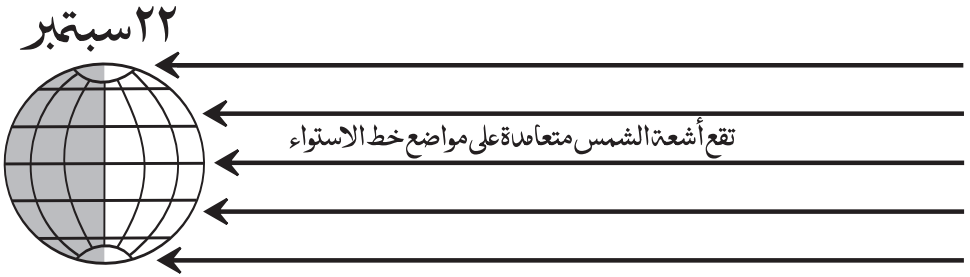 ٢٢ سبتمبر
تقع أشعة الشمس متعامدة على مواضع خط الاستواء